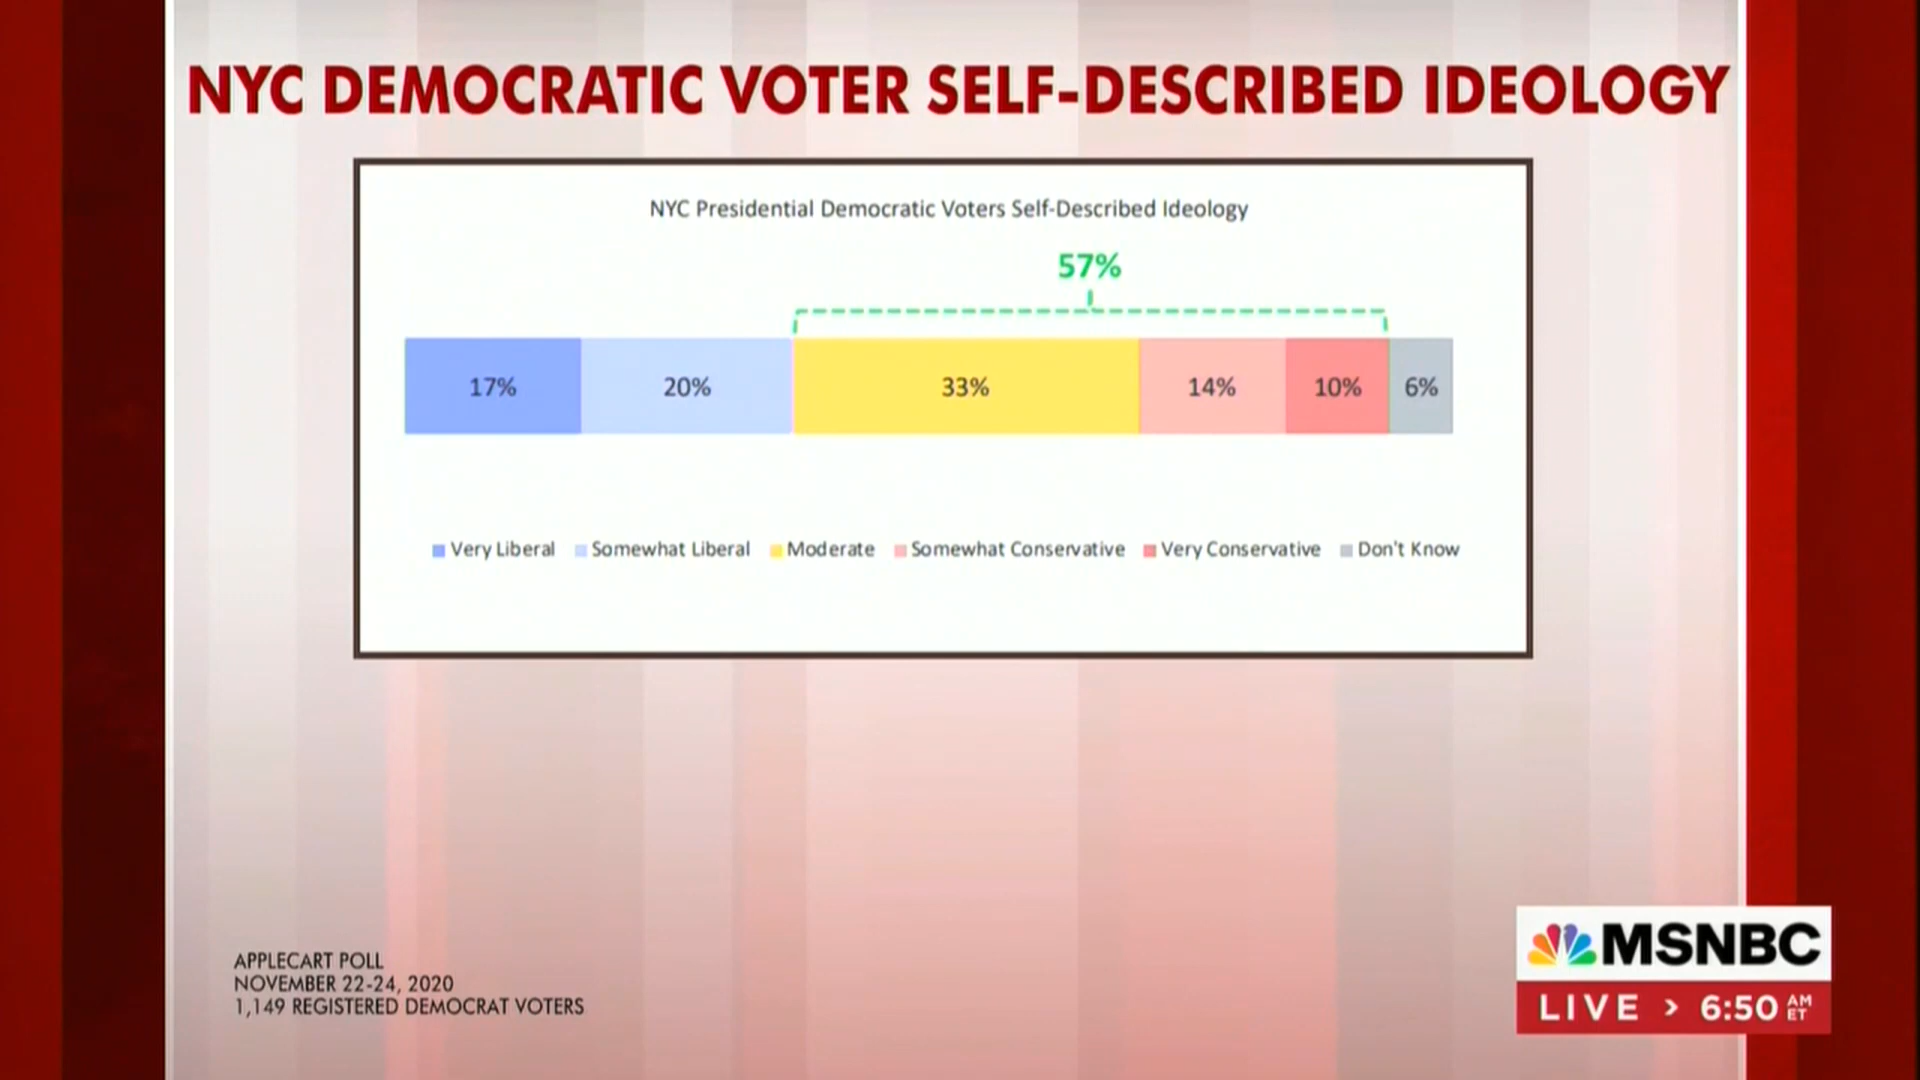 NYC DEMOCRATIC VOTER SELF-DESCRIBED IDEOLOGY
NYC Presidential Democratic Voters Self-Described Ideology
57%
17% 20% 33% 14% 10% 6%
Very Liberal Somewhat Liberal Moderate Somewhat Conservative Very Conservative Don't Know
APPLECART POLL
NOVEMBER 22-24, 2020
1,149 REGISTERED DEMOCRAT VOTERS
MSNBC
LIVE > 6:50 AM ET